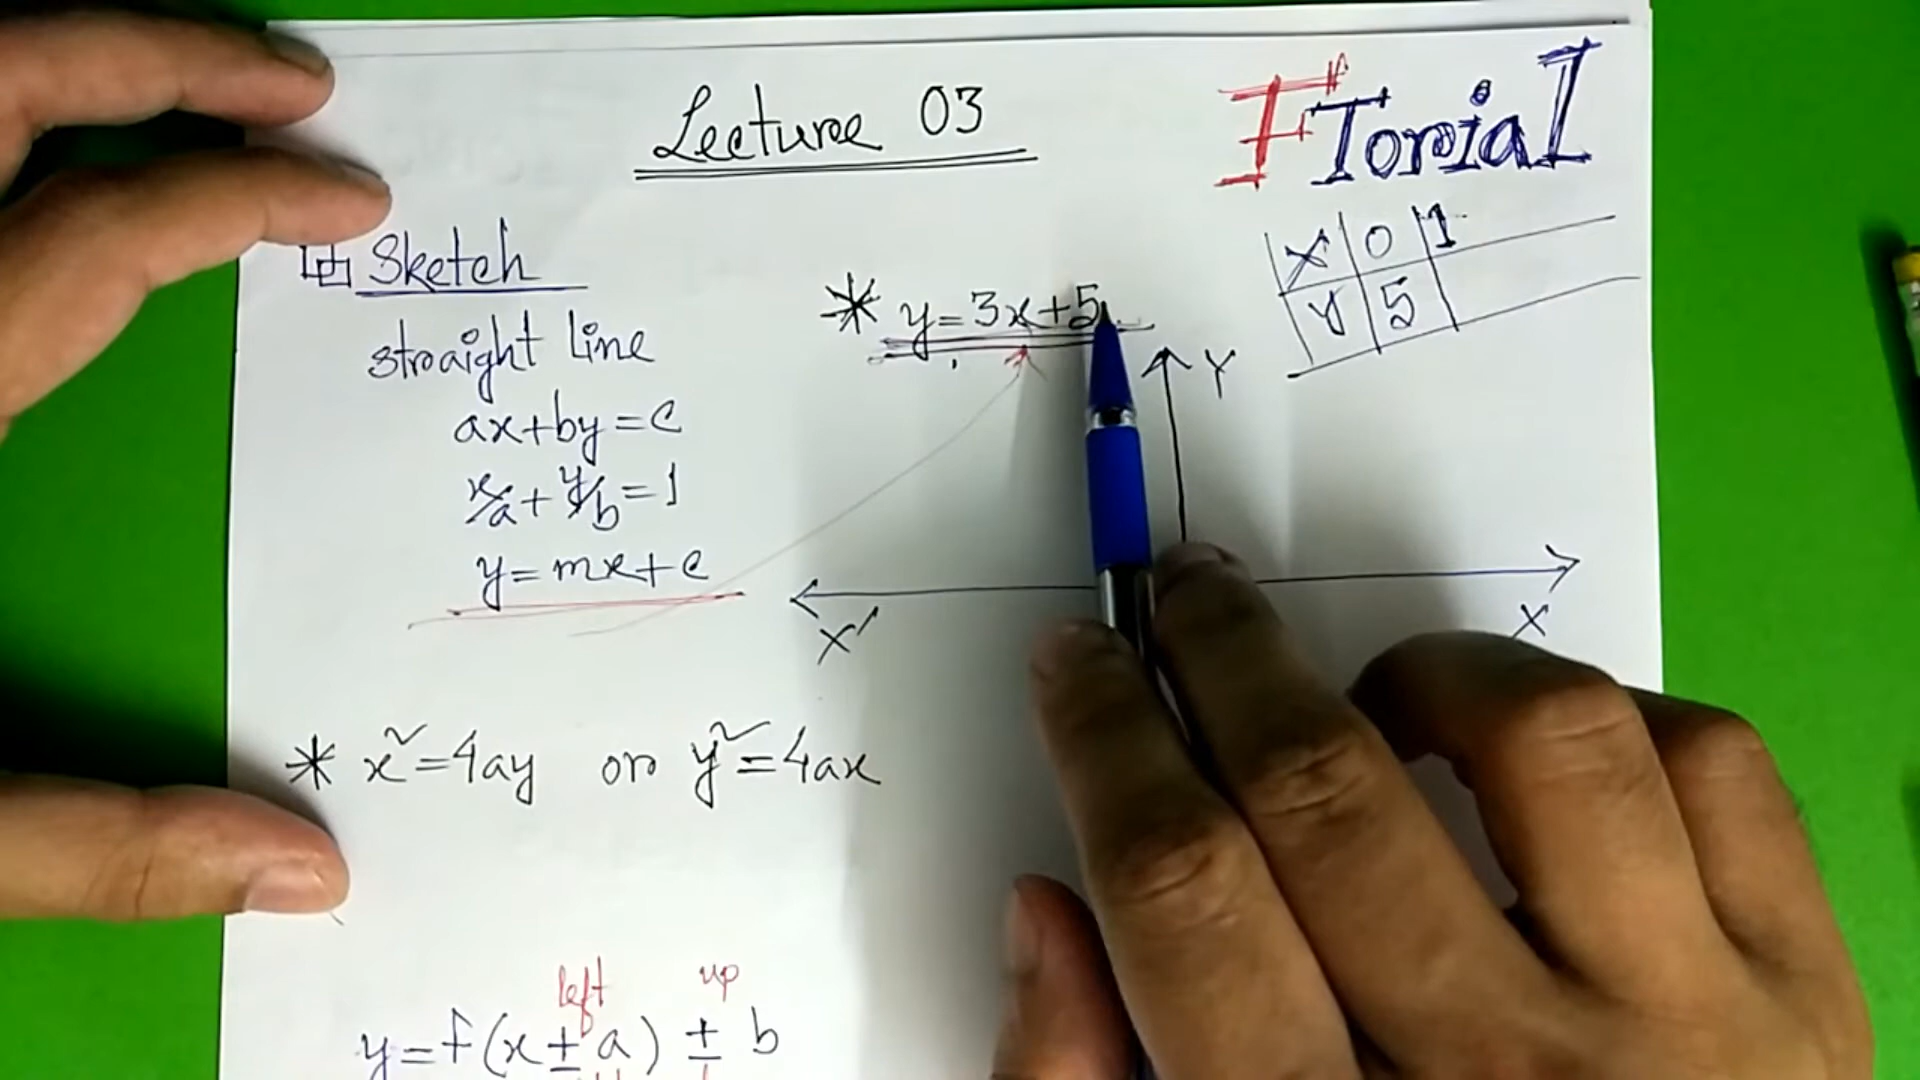 Lecture 03
FTorial
Sketch
straight line
ax+by=c
x/a + y/b = 1
y=mx+c
* y=3x+5
X 0 1
Y 5
Y
X'
X
* x²=4ay or y²=4ax
left up
y=f(x±a) ± b